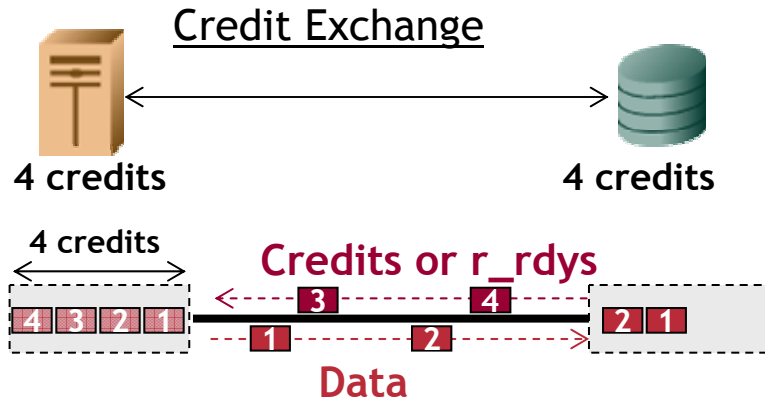 Credit Exchange
4 credits
4 credits
4 credits
Credits or r_rdys
3 4
4 3 2 1
2 1
1 2
Data